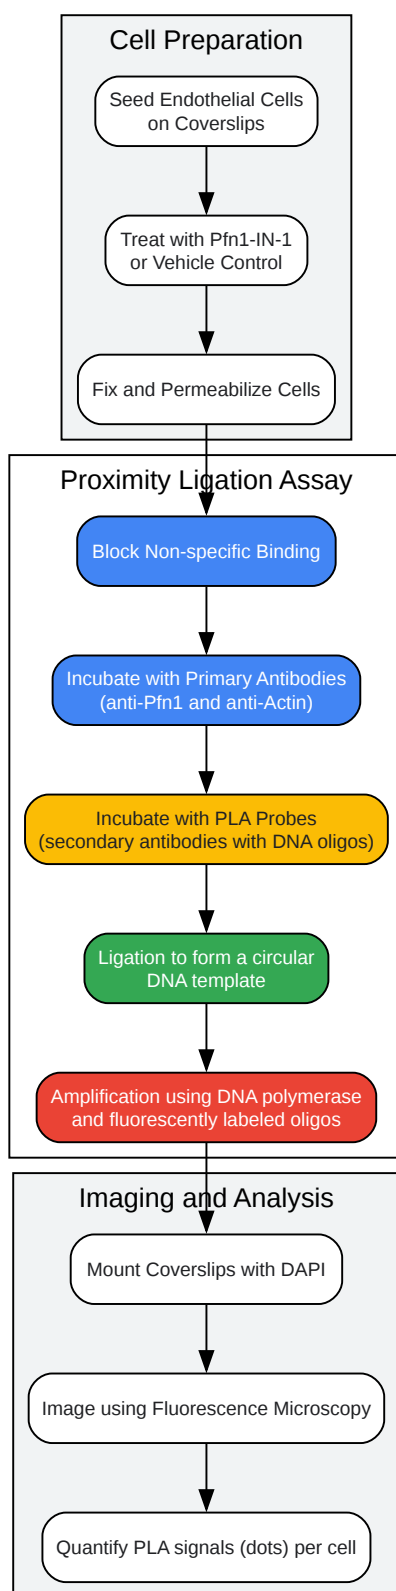 Cell Preparation
Seed Endothelial Cells
on Coverslips
Treat with Pfn1-IN-1
or Vehicle Control
Fix and Permeabilize Cells
Proximity Ligation Assay
Block Non-specific Binding
Incubate with Primary Antibodies
(anti-Pfn1 and anti-Actin)
Incubate with PLA Probes
(secondary antibodies with DNA oligos)
Ligation to form a circular
DNA template
Amplification using DNA polymerase
and fluorescently labeled oligos
Imaging and Analysis
Mount Coverslips with DAPI
Image using Fluorescence Microscopy
Quantify PLA signals (dots) per cell